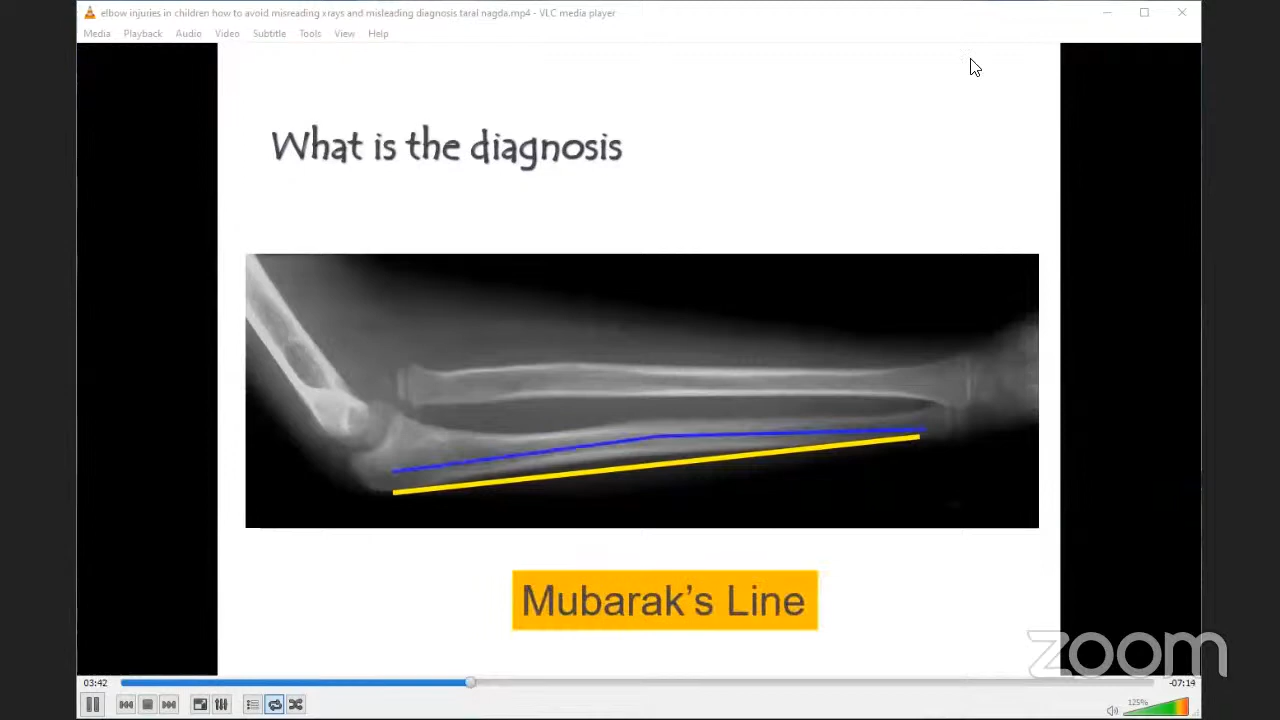 elbow injuries in children how to avoid misreading xrays and misleading diagnosis taral nagda.mp4 - VLC media player
Media Playback Audio Video Subtitle Tools View Help
What is the diagnosis
Mubarak's Line
zoom
03:42
-07:14
125%